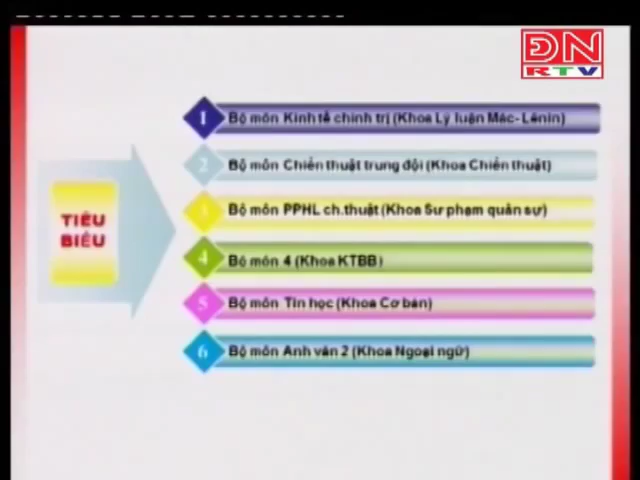 ĐN
RTV
TIÊU
BIỂU
1 Bộ môn Kinh tế chính trị (Khoa Lý luận Mác- Lênin)
2 Bộ môn Chiến thuật trung đội (Khoa Chiến thuật)
3 Bộ môn PPHL ch.thuật (Khoa Sư phạm quân sự)
4 Bộ môn 4 (Khoa KTBB)
5 Bộ môn Tin học (Khoa Cơ bản)
6 Bộ môn Anh văn 2 (Khoa Ngoại ngữ)